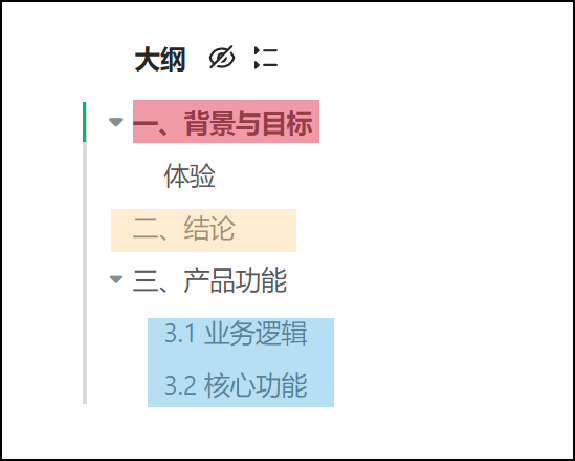 大纲
一、背景与目标
体验
二、结论
三、产品功能
3.1 业务逻辑
3.2 核心功能